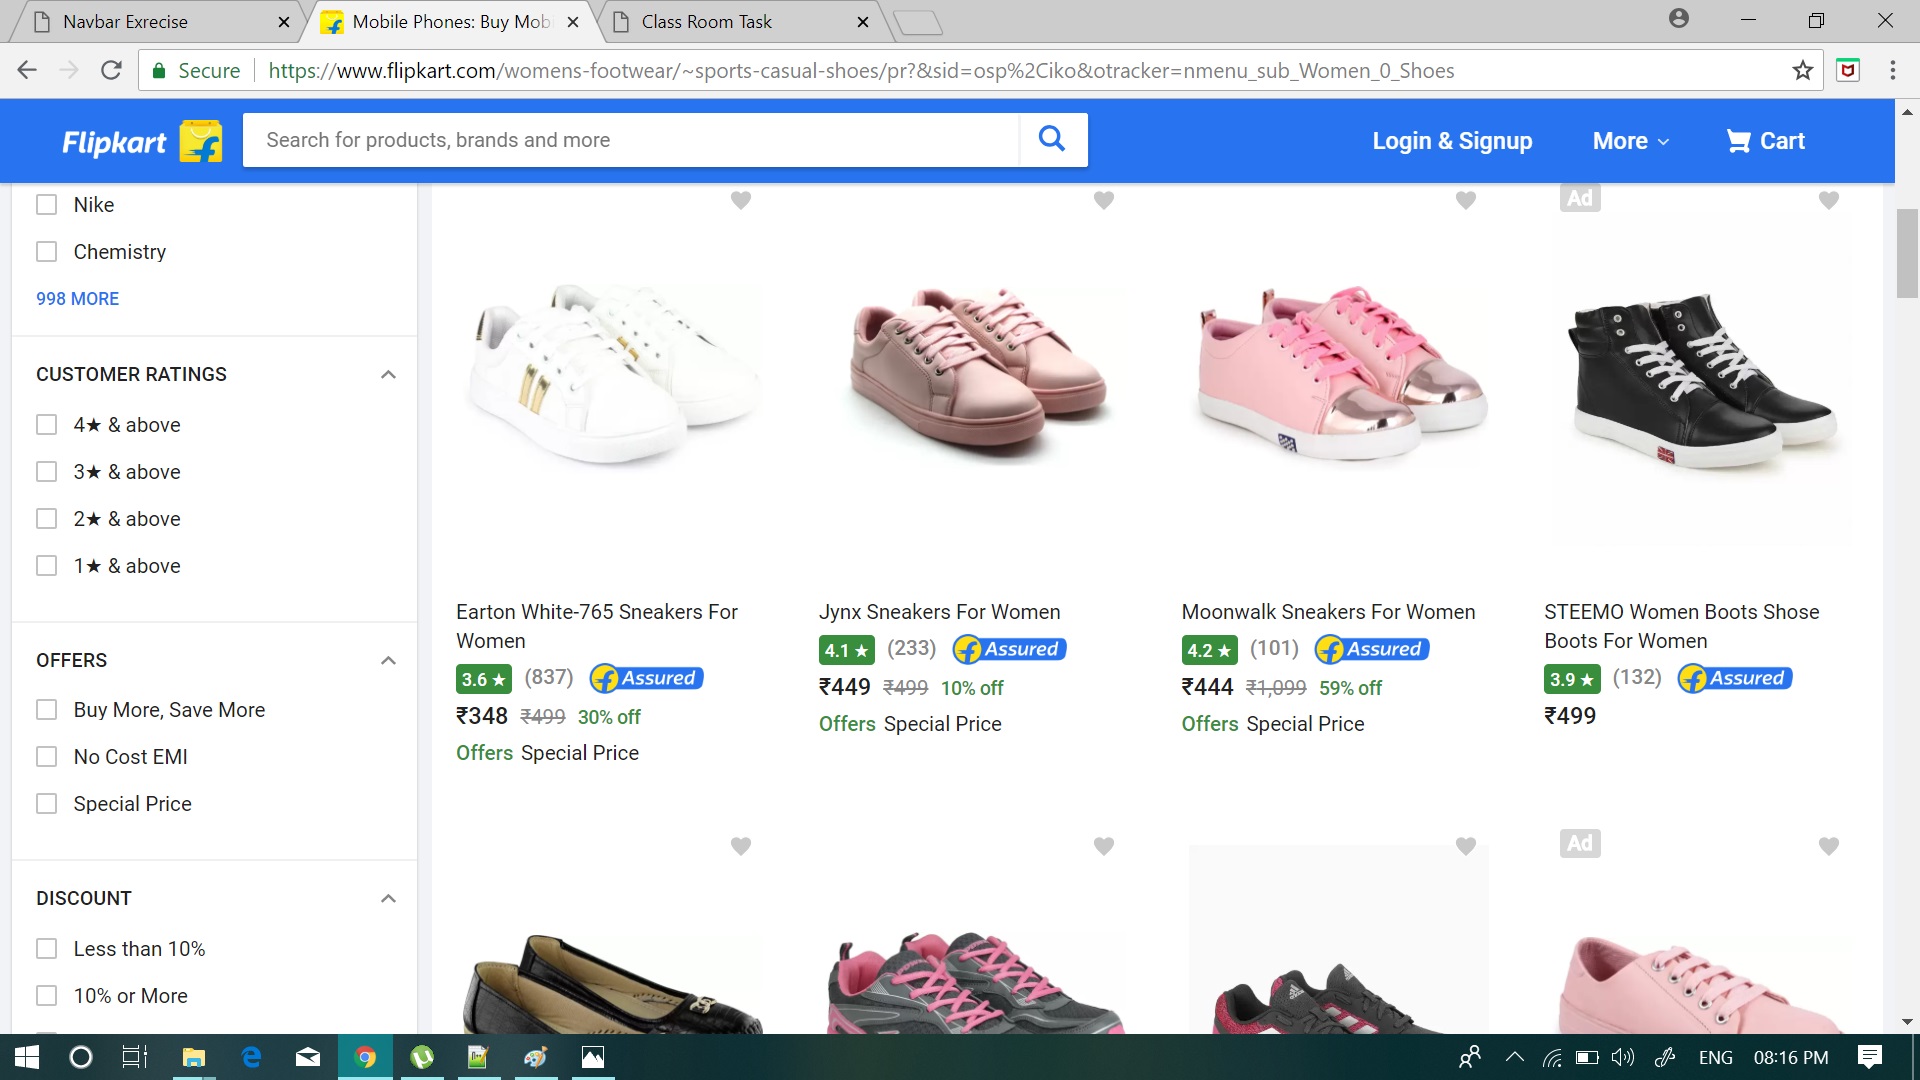 Navbar Exrecise
Mobile Phones: Buy Mobi
Class Room Task
Secure
https://www.flipkart.com/womens-footwear/~sports-casual-shoes/pr?&sid=osp%2Ciko&otracker=nmenu_sub_Women_0_Shoes
Flipkart
Search for products, brands and more
Login & Signup
More
Cart
Nike
Chemistry
998 MORE
CUSTOMER RATINGS
4★ & above
3★ & above
2★ & above
1★ & above
OFFERS
Buy More, Save More
No Cost EMI
Special Price
DISCOUNT
Less than 10%
10% or More
Earton White-765 Sneakers For
Women
3.6 ★ (837) Assured
₹348 ₹499 30% off
Offers Special Price
Jynx Sneakers For Women
4.1 ★ (233) Assured
₹449 ₹499 10% off
Offers Special Price
Moonwalk Sneakers For Women
4.2 ★ (101) Assured
₹444 ₹1,099 59% off
Offers Special Price
Ad
STEEMO Women Boots Shose
Boots For Women
3.9 ★ (132) Assured
₹499
Ad
ENG
08:16 PM